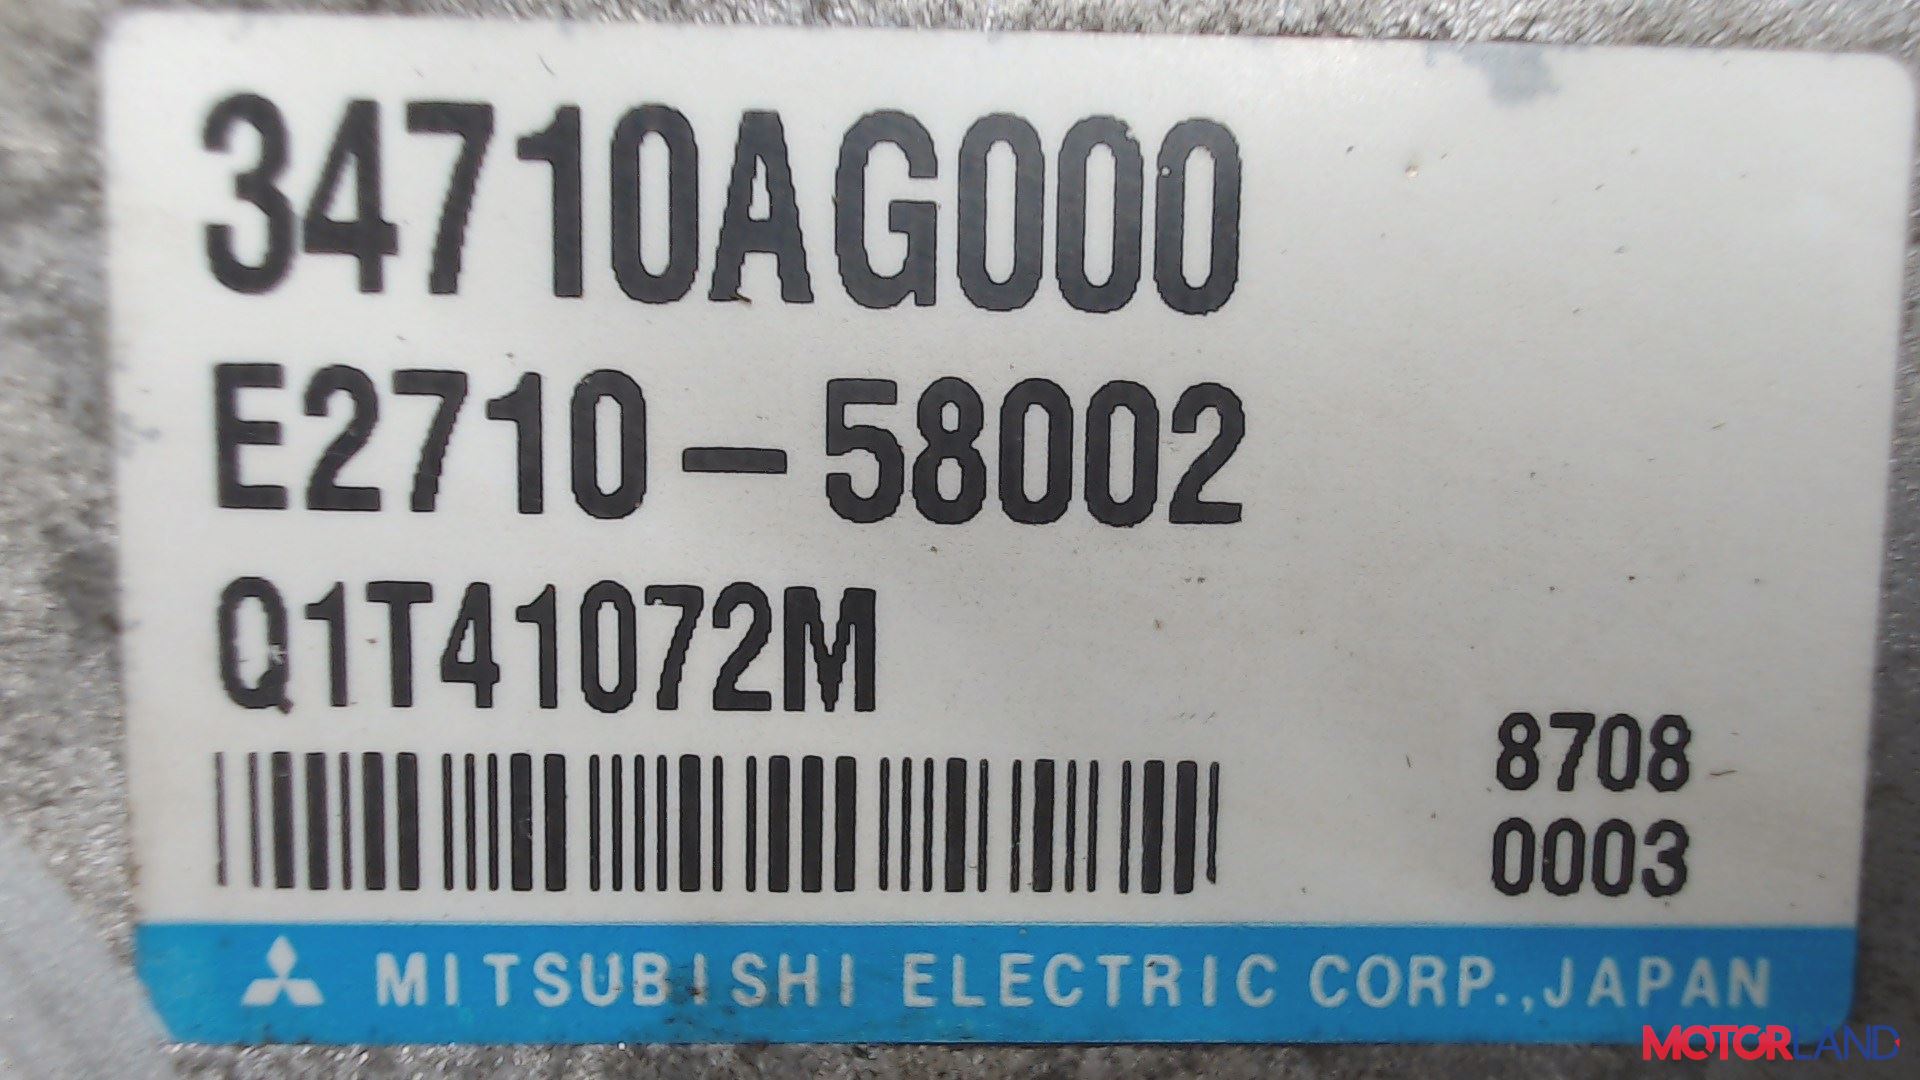 34710AG000
E2710-58002
Q1T41072M
8708
0003
MITSUBISHI ELECTRIC CORP.,JAPAN
MOTORLAND